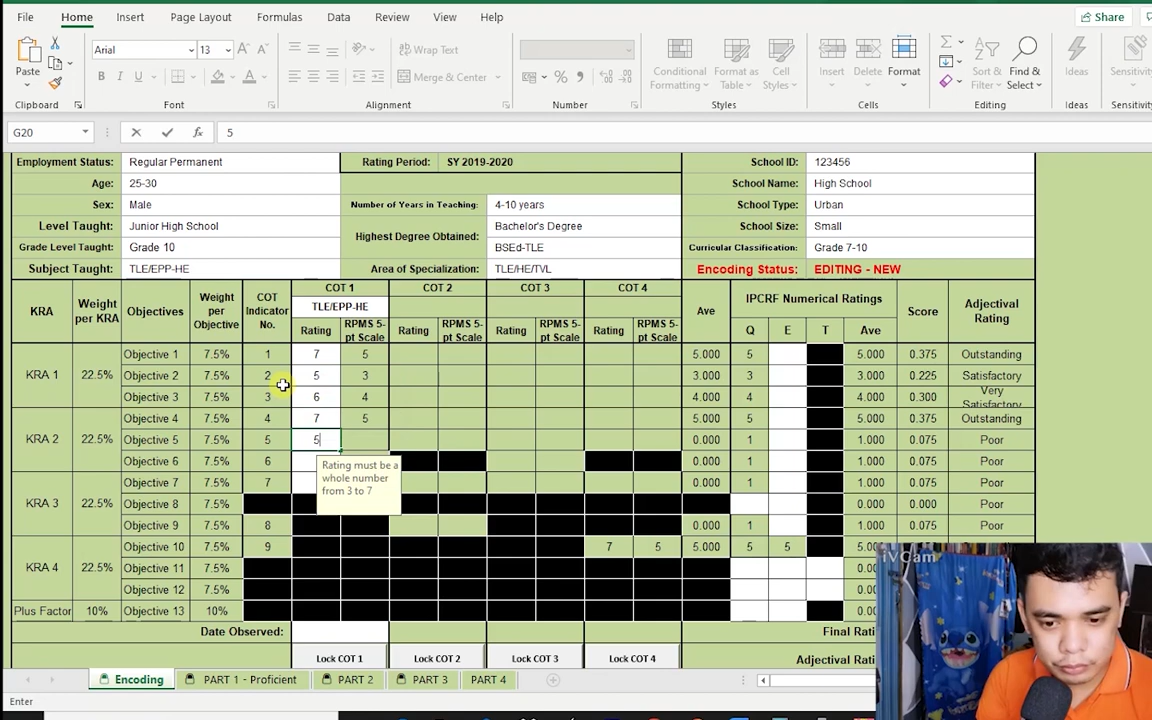 File Home Insert Page Layout Formulas Data Review View Help Share
Arial 13 Wrap Text
Paste B I U Merge & Center Conditional Formatting Format as Table Cell Styles Insert Delete Format Sort & Filter Find & Select Ideas Sensitivity
Clipboard Font Alignment Number Styles Cells Editing Ideas Sensitivity
G20 fx 5
Employment Status: Regular Permanent Rating Period: SY 2019-2020 School ID: 123456
Age: 25-30 School Name: High School
Sex: Male Number of Years in Teaching: 4-10 years School Type: Urban
Level Taught: Junior High School Highest Degree Obtained: Bachelor's Degree School Size: Small
Grade Level Taught: Grade 10 BSEd-TLE Curricular Classification: Grade 7-10
Subject Taught: TLE/EPP-HE Area of Specialization: TLE/HE/TVL Encoding Status: EDITING - NEW
KRA Weight per KRA Objectives Weight per Objective COT Indicator No. COT 1 COT 2 COT 3 COT 4 Ave IPCRF Numerical Ratings Score Adjectival Rating
TLE/EPP-HE
Rating RPMS 5-pt Scale Rating RPMS 5-pt Scale Rating RPMS 5-pt Scale Rating RPMS 5-pt Scale Q E T Ave
KRA 1 22.5% Objective 1 7.5% 1 7 5 5.000 5 5.000 0.375 Outstanding
Objective 2 7.5% 2 5 3 3.000 3 3.000 0.225 Satisfactory
Objective 3 7.5% 3 6 4 4.000 4 4.000 0.300 Very Satisfactory
KRA 2 22.5% Objective 4 7.5% 4 7 5 5.000 5 5.000 0.375 Outstanding
Objective 5 7.5% 5 5 0.000 1 1.000 0.075 Poor
Objective 6 7.5% 6 0.000 1 1.000 0.075 Poor
KRA 3 22.5% Objective 7 7.5% 7 0.000 1 1.000 0.075 Poor
Objective 8 7.5% 0.000 0.000 0.000 Poor
Objective 9 7.5% 8 0.000 1 1.000 0.075 Poor
Rating must be a
whole number
from 3 to 7
KRA 4 22.5% Objective 10 7.5% 9 7 5 5.000 5 5 5.0
Objective 11 7.5% 0.00
Objective 12 7.5% 0.00
Plus Factor 10% Objective 13 10% 0.00
iVCam
Date Observed: Final Rati
Lock COT 1 Lock COT 2 Lock COT 3 Lock COT 4 Adjectival Rati
Encoding PART 1 - Proficient PART 2 PART 3 PART 4
Enter